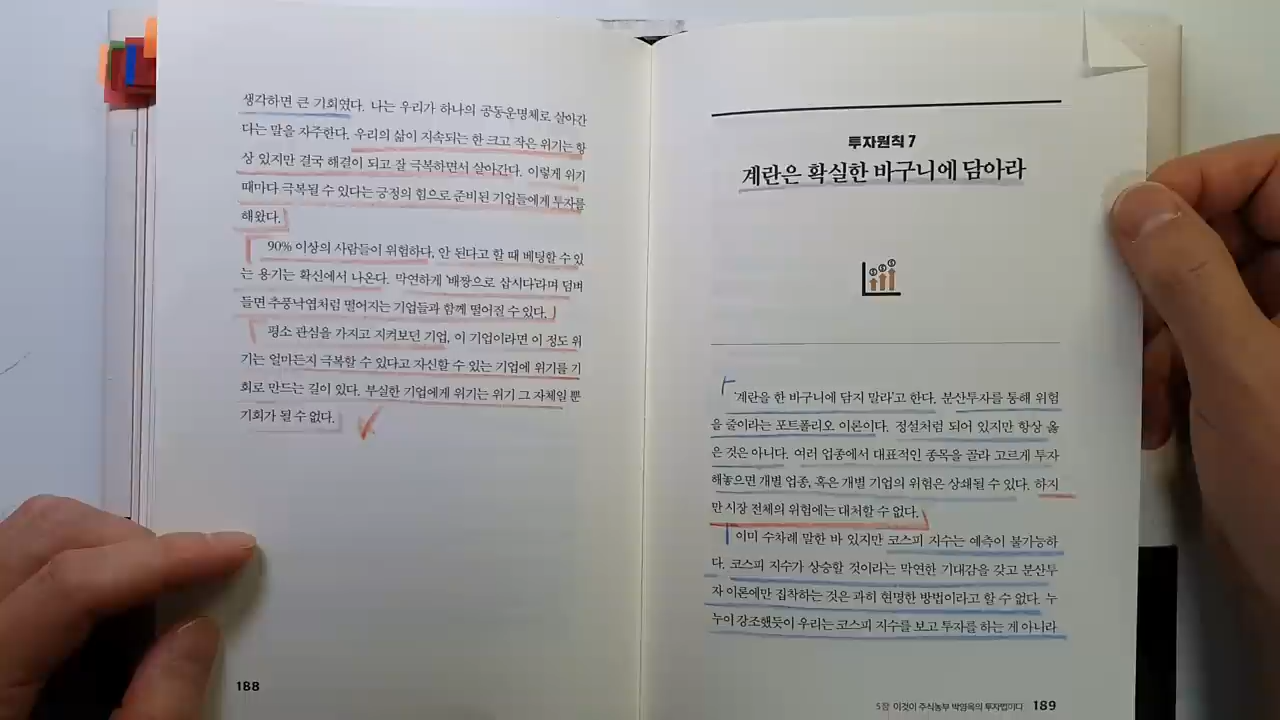 생각하면 큰 기회였다. 나는 우리가 하나의 공동운명체로 살아간
다는 말을 자주한다. 우리의 삶이 지속되는 한 크고 작은 위기는 항
상 있지만 결국 해결이 되고 잘 극복하면서 살아간다. 이렇게 위기
때마다 극복될 수 있다는 긍정의 힘으로 준비된 기업들에게 투자를
해왔다.
90% 이상의 사람들이 위험하다, 안 된다고 할 때 베팅할 수 있
는 용기는 확신에서 나온다. 막연하게 '배짱으로 삽시다'라며 덤벼
들면 추풍낙엽처럼 떨어지는 기업들과 함께 떨어질 수 있다.
평소 관심을 가지고 지켜보던 기업, 이 기업이라면 이 정도 위
기는 얼마든지 극복할 수 있다고 자신할 수 있는 기업에 위기를 기
회로 만드는 길이 있다. 부실한 기업에게 위기는 위기 그 자체일 뿐
기회가 될 수 없다.
188
투자원칙 7
계란은 확실한 바구니에 담아라
'계란을 한 바구니에 담지 말라'고 한다. 분산투자를 통해 위험
을 줄이라는 포트폴리오 이론이다. 정설처럼 되어 있지만 항상 옳
은 것은 아니다. 여러 업종에서 대표적인 종목을 골라 고르게 투자
해놓으면 개별 업종, 혹은 개별 기업의 위험은 상쇄될 수 있다. 하지
만 시장 전체의 위험에는 대처할 수 없다.
이미 수차례 말한 바 있지만 코스피 지수는 예측이 불가능하
다. 코스피 지수가 상승할 것이라는 막연한 기대감을 갖고 분산투
자 이론에만 집착하는 것은 과히 현명한 방법이라고 할 수 없다. 누
누이 강조했듯이 우리는 코스피 지수를 보고 투자를 하는 게 아니라
5장 이것이 주식농부 박영옥의 투자법이다 189